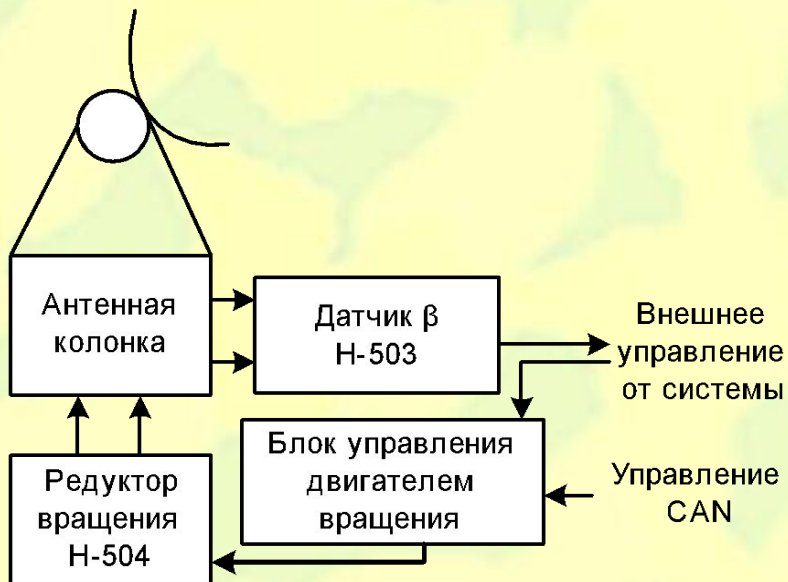 Антенная
колонка
Датчик β
Н-503
Внешнее
управление
от системы
Блок управления
двигателем
вращения
Управление
CAN
Редуктор
вращения
Н-504